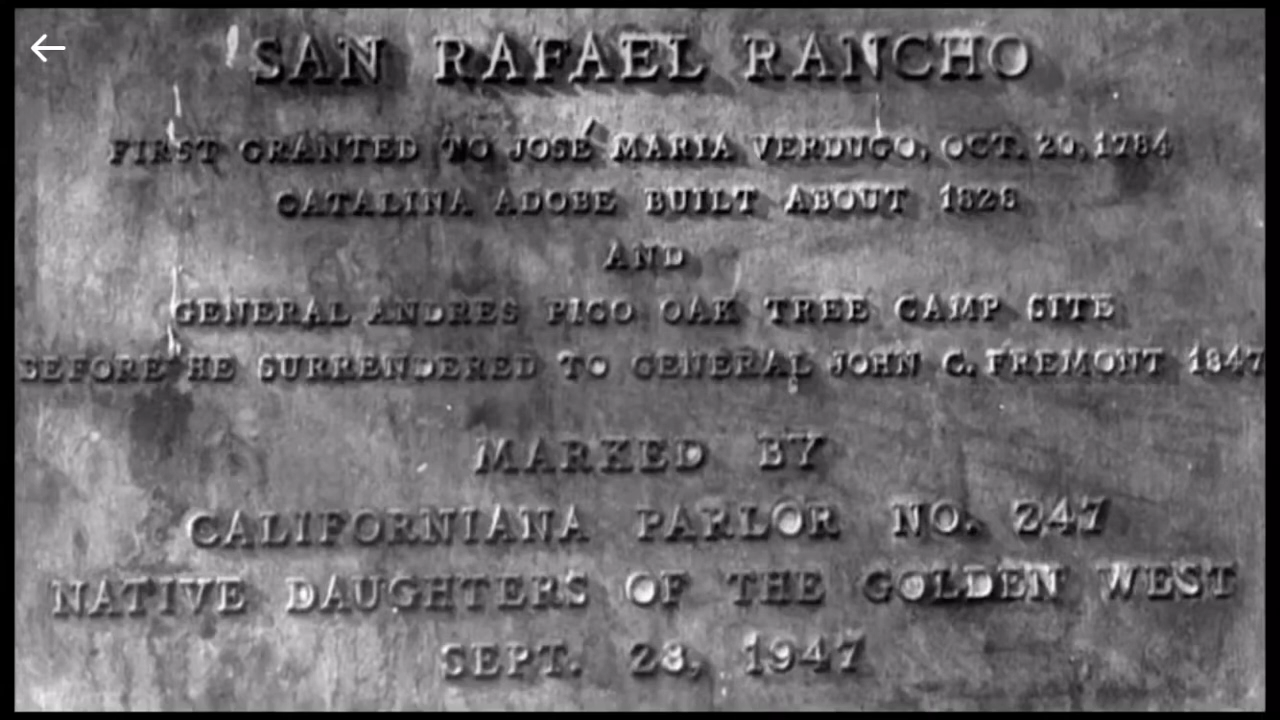 SAN RAFAEL RANCHO
FIRST GRANTED TO JOSÉ MARIA VERDUGO, OCT. 20, 1784
CATALINA ADOBE BUILT ABOUT 1828
AND
GENERAL ANDRES PICO OAK TREE CAMP SITE
BEFORE HE SURRENDERED TO GENERAL JOHN C. FREMONT 1847
MARKED BY
CALIFORNIANA PARLOR NO. 247
NATIVE DAUGHTERS OF THE GOLDEN WEST
SEPT. 28, 1947